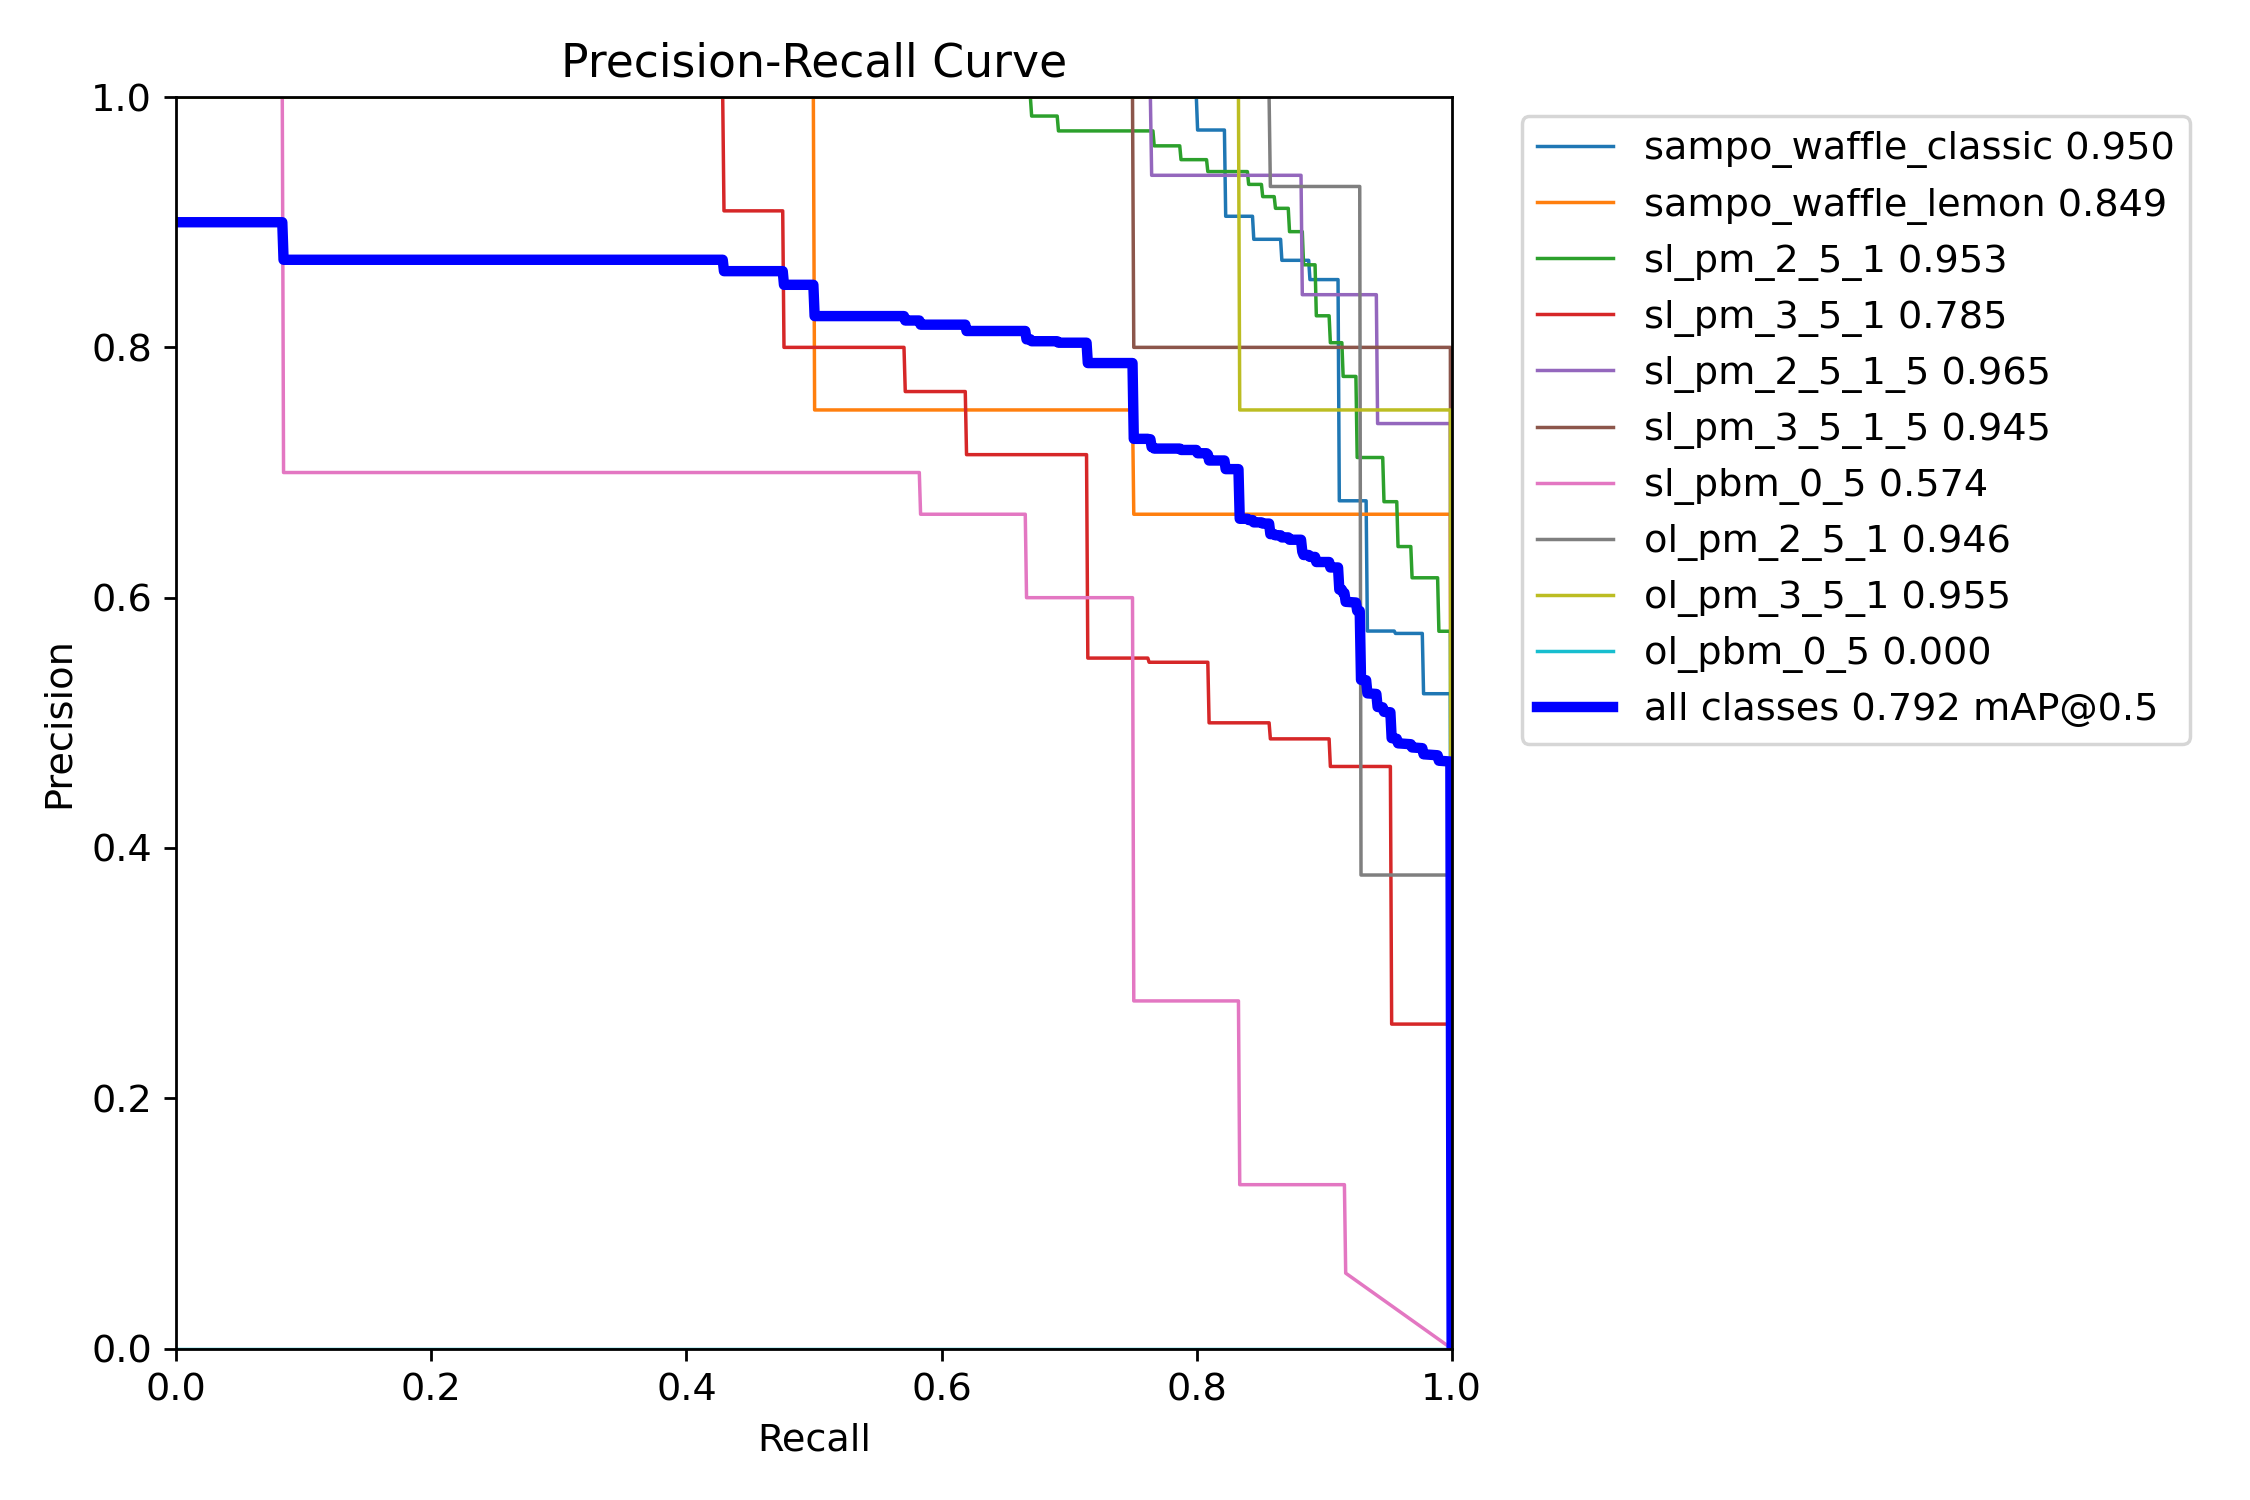 Precision-Recall Curve
1.0
0.8
0.6
0.4
0.2
0.0
Precision
0.0 0.2 0.4 0.6 0.8 1.0
Recall
sampo_waffle_classic 0.950
sampo_waffle_lemon 0.849
sl_pm_2_5_1 0.953
sl_pm_3_5_1 0.785
sl_pm_2_5_1_5 0.965
sl_pm_3_5_1_5 0.945
sl_pbm_0_5 0.574
ol_pm_2_5_1 0.946
ol_pm_3_5_1 0.955
ol_pbm_0_5 0.000
all classes 0.792 mAP@0.5